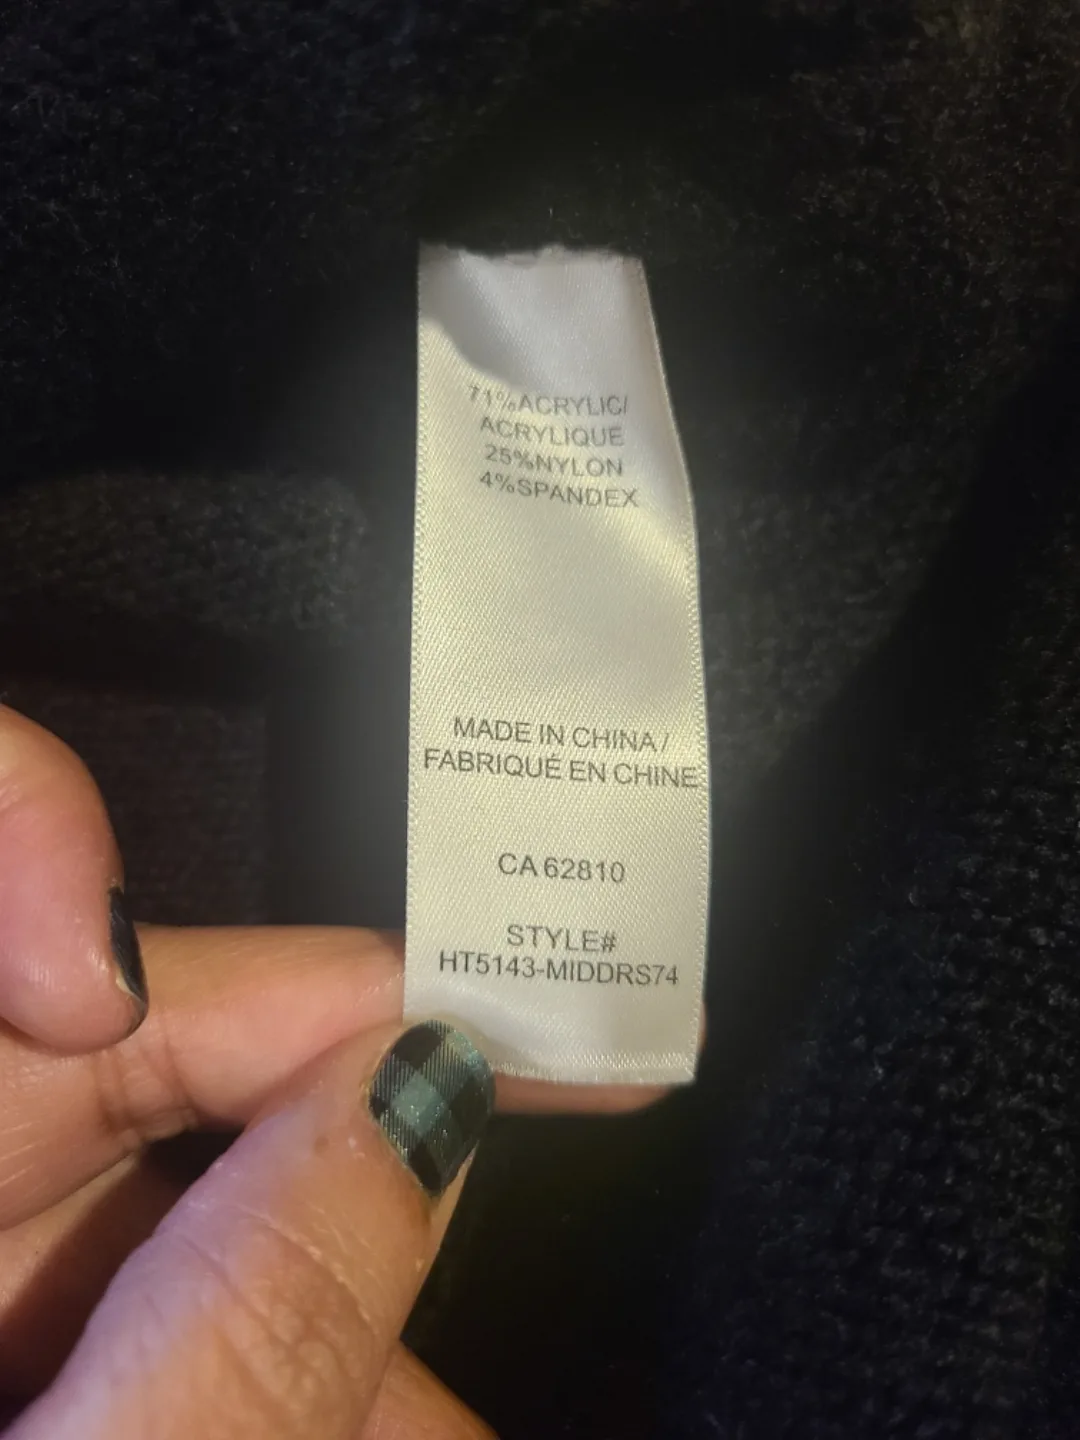 71%ACRYLIC/
ACRYLIQUE
25%NYLON
4%SPANDEX
MADE IN CHINA /
FABRIQUÉ EN CHINE
CA 62810
STYLE#
HT5143-MIDDRS74